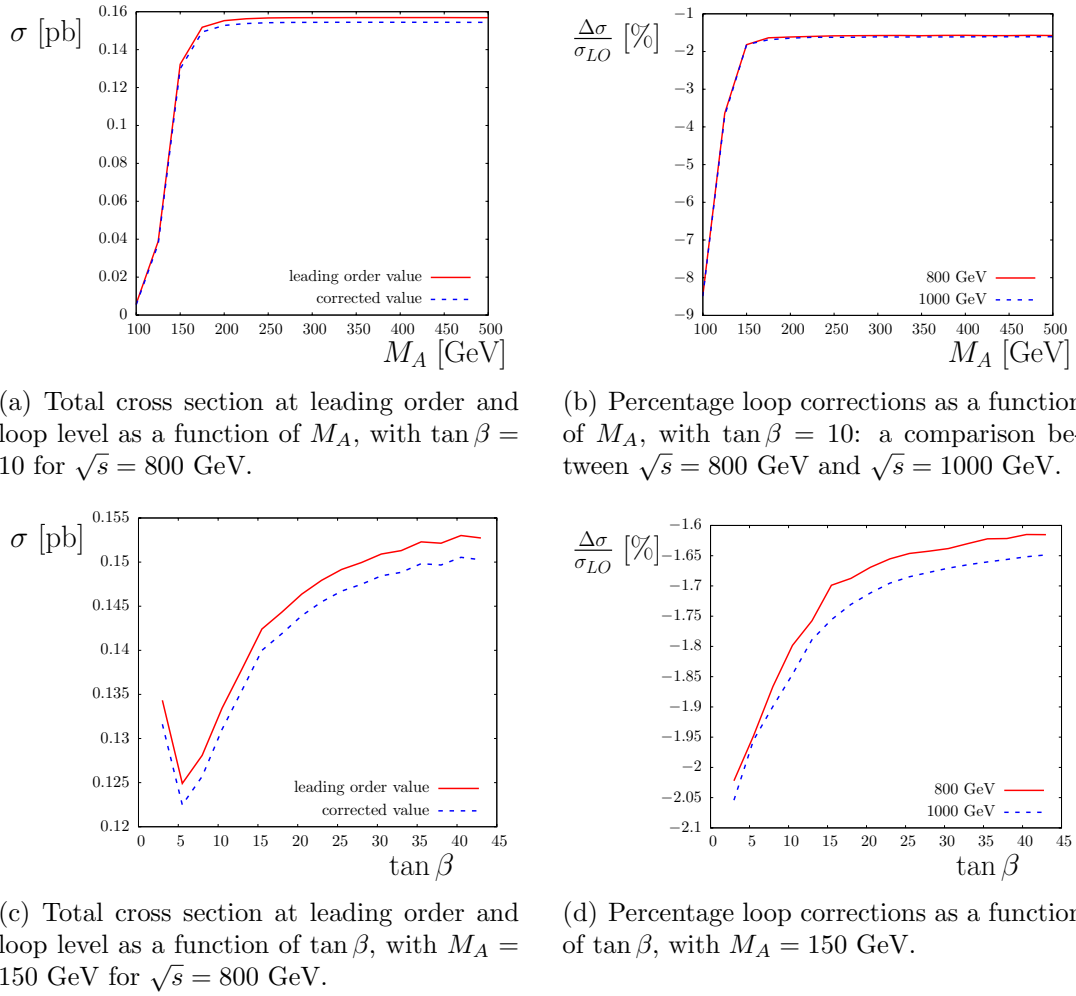 σ [pb]
0.16
0.14
0.12
0.1
0.08
0.06
0.04
0.02
0
leading order value
corrected value
100 150 200 250 300 350 400 450 500
M_A [GeV]
Δσ/σ_LO [%]
−1
−2
−3
−4
−5
−6
−7
−8
−9
800 GeV
1000 GeV
100 150 200 250 300 350 400 450 500
M_A [GeV]
(a) Total cross section at leading order and
loop level as a function of M_A, with tan β =
10 for √s = 800 GeV.
(b) Percentage loop corrections as a function
of M_A, with tan β = 10: a comparison be-
tween √s = 800 GeV and √s = 1000 GeV.
σ [pb]
0.155
0.15
0.145
0.14
0.135
0.13
0.125
0.12
leading order value
corrected value
0 5 10 15 20 25 30 35 40 45
tan β
Δσ/σ_LO [%]
−1.6
−1.65
−1.7
−1.75
−1.8
−1.85
−1.9
−1.95
−2
−2.05
−2.1
800 GeV
1000 GeV
0 5 10 15 20 25 30 35 40 45
tan β
(c) Total cross section at leading order and
loop level as a function of tan β, with M_A =
150 GeV for √s = 800 GeV.
(d) Percentage loop corrections as a function
of tan β, with M_A = 150 GeV.